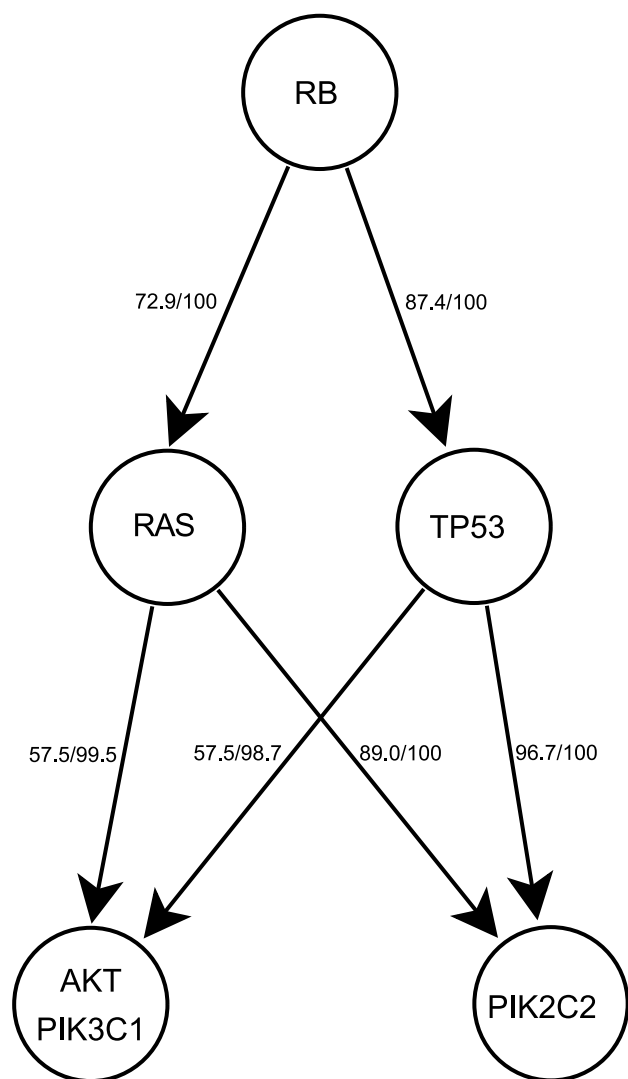 RB
72.9/100
87.4/100
RAS
TP53
57.5/99.5
57.5/98.7
89.0/100
96.7/100
AKT
PIK3C1
PIK2C2